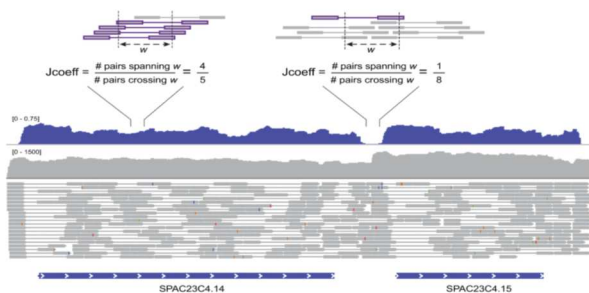 w
w
Jcoeff = # pairs spanning w / # pairs crossing w = 4 / 5
Jcoeff = # pairs spanning w / # pairs crossing w = 1 / 8
[0 - 0.75]
[0 - 1500]
SPAC23C4.14
SPAC23C4.15